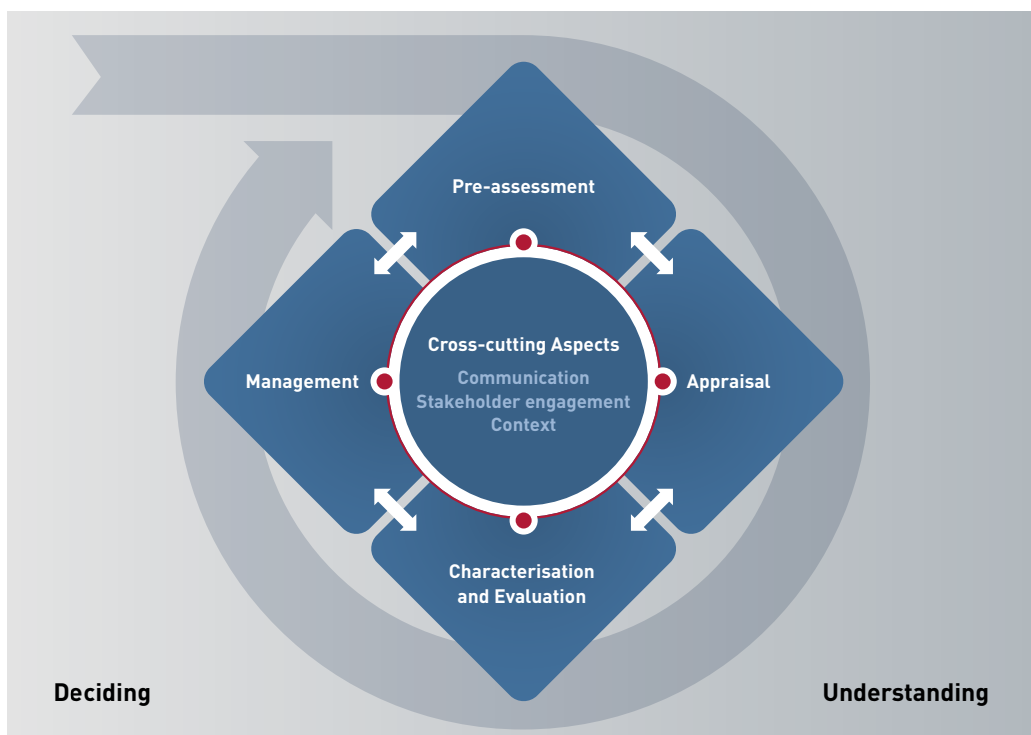 Pre-assessment
Cross-cutting Aspects
Communication
Stakeholder engagement
Context
Management
Appraisal
Characterisation
and Evaluation
Deciding
Understanding